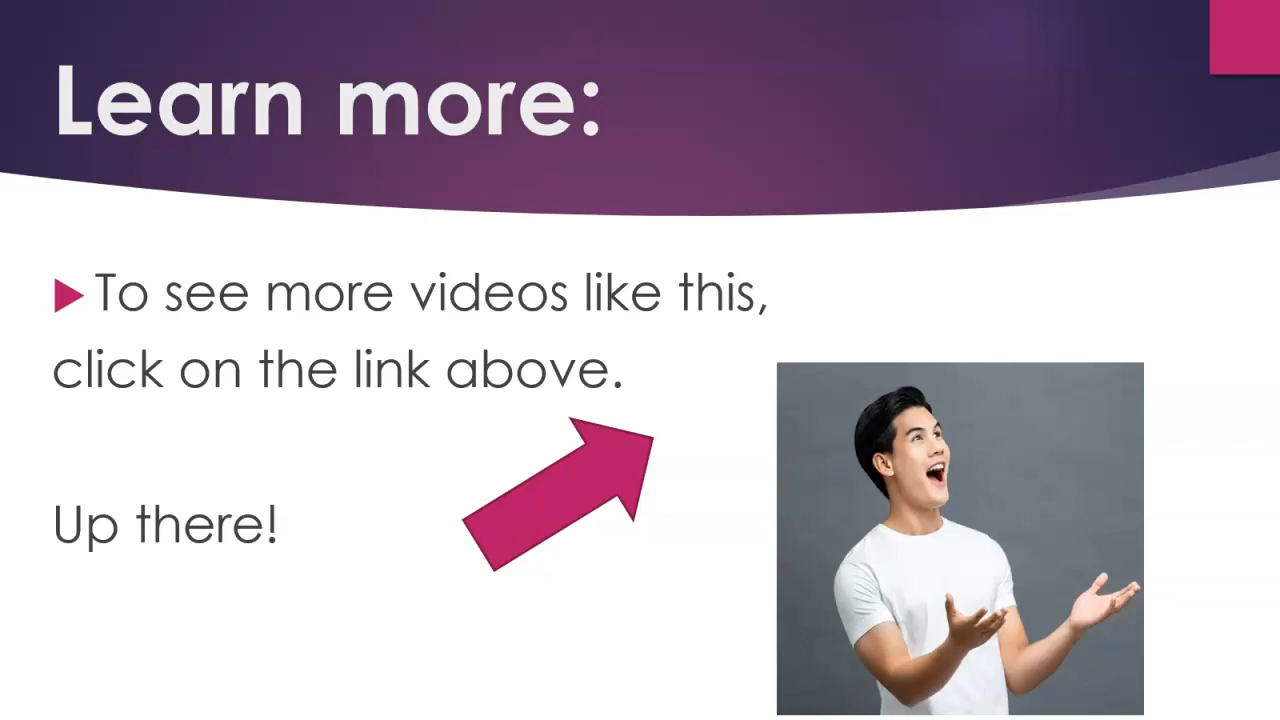 Learn more:
To see more videos like this,
click on the link above.
Up there!